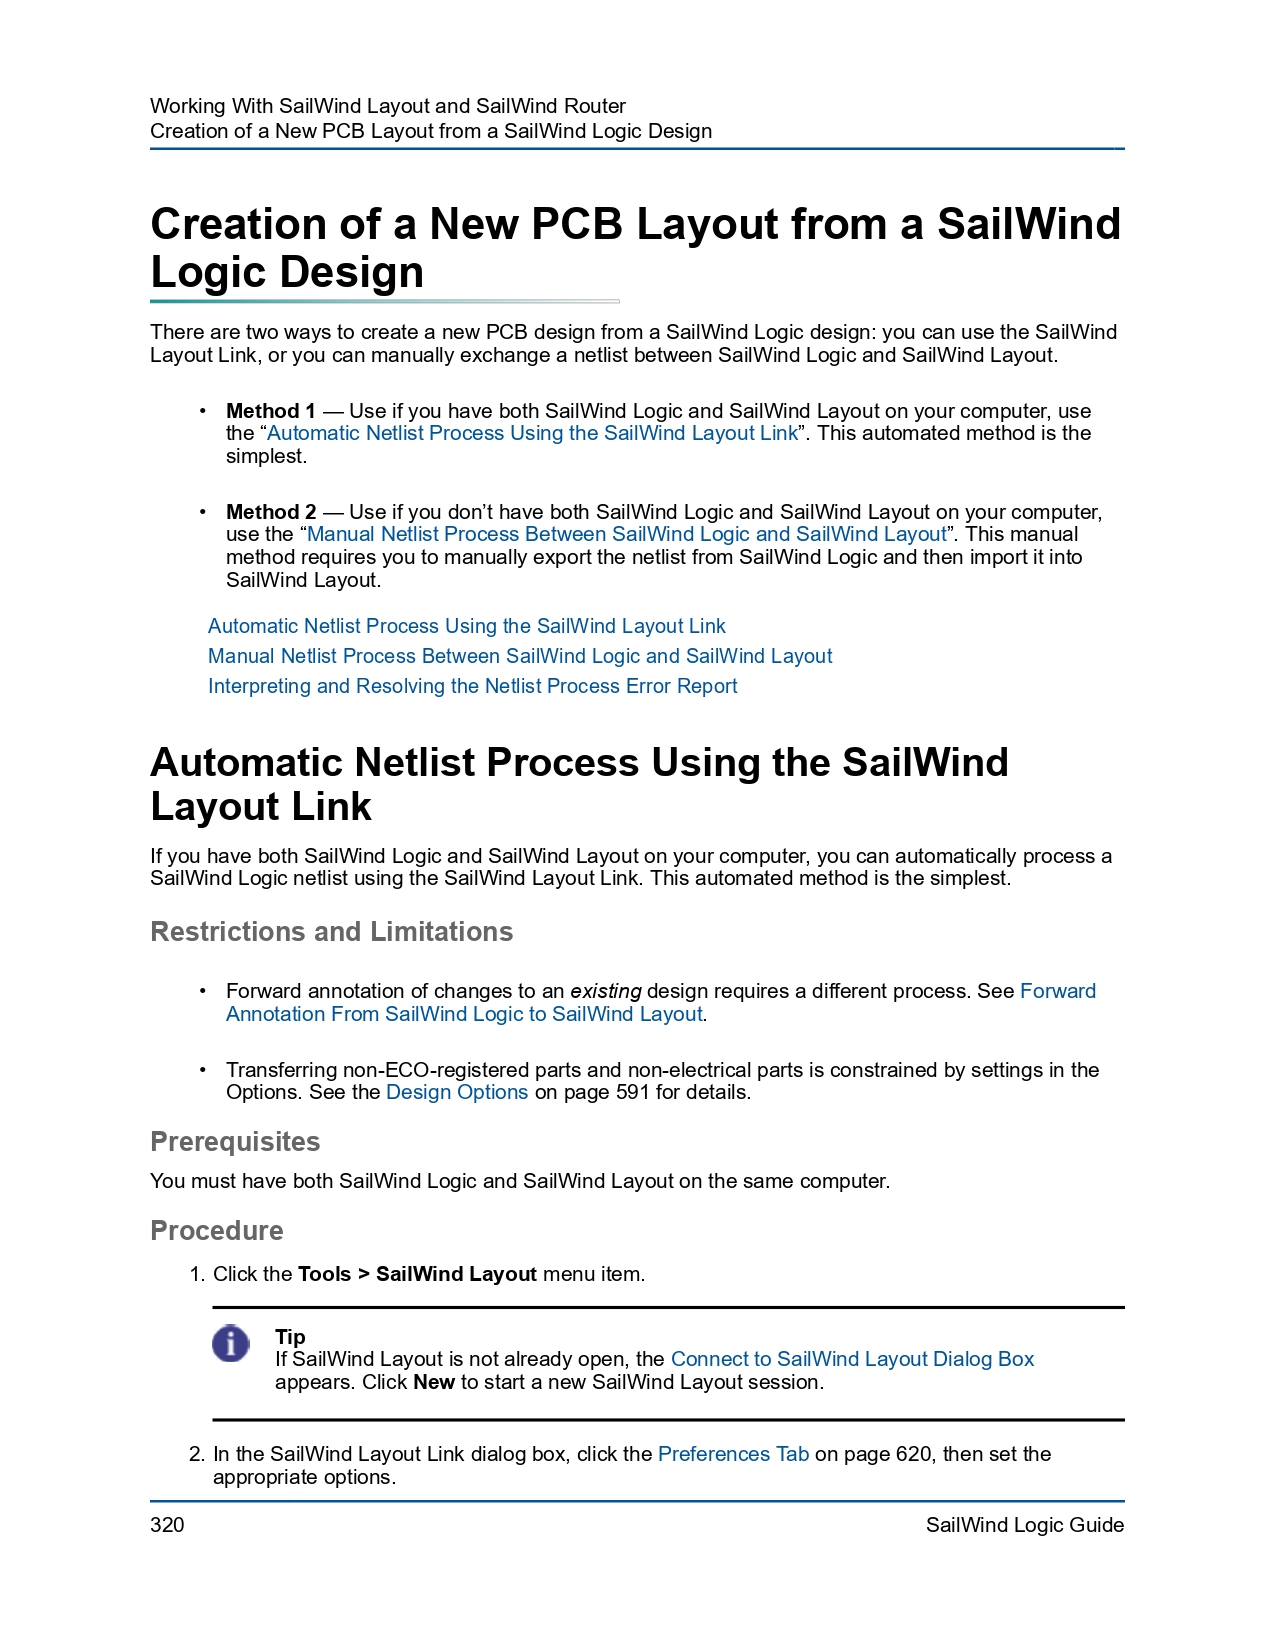 Working With SailWind Layout and SailWind Router
Creation of a New PCB Layout from a SailWind Logic Design
Creation of a New PCB Layout from a SailWind
Logic Design
There are two ways to create a new PCB design from a SailWind Logic design: you can use the SailWind
Layout Link, or you can manually exchange a netlist between SailWind Logic and SailWind Layout.
• Method 1 — Use if you have both SailWind Logic and SailWind Layout on your computer, use
the “Automatic Netlist Process Using the SailWind Layout Link”. This automated method is the
simplest.
• Method 2 — Use if you don’t have both SailWind Logic and SailWind Layout on your computer,
use the “Manual Netlist Process Between SailWind Logic and SailWind Layout”. This manual
method requires you to manually export the netlist from SailWind Logic and then import it into
SailWind Layout.
Automatic Netlist Process Using the SailWind Layout Link
Manual Netlist Process Between SailWind Logic and SailWind Layout
Interpreting and Resolving the Netlist Process Error Report
Automatic Netlist Process Using the SailWind
Layout Link
If you have both SailWind Logic and SailWind Layout on your computer, you can automatically process a
SailWind Logic netlist using the SailWind Layout Link. This automated method is the simplest.
Restrictions and Limitations
• Forward annotation of changes to an existing design requires a different process. See Forward
Annotation From SailWind Logic to SailWind Layout.
• Transferring non-ECO-registered parts and non-electrical parts is constrained by settings in the
Options. See the Design Options on page 591 for details.
Prerequisites
You must have both SailWind Logic and SailWind Layout on the same computer.
Procedure
1. Click the Tools > SailWind Layout menu item.
Tip
If SailWind Layout is not already open, the Connect to SailWind Layout Dialog Box
appears. Click New to start a new SailWind Layout session.
2. In the SailWind Layout Link dialog box, click the Preferences Tab on page 620, then set the
appropriate options.
320
SailWind Logic Guide